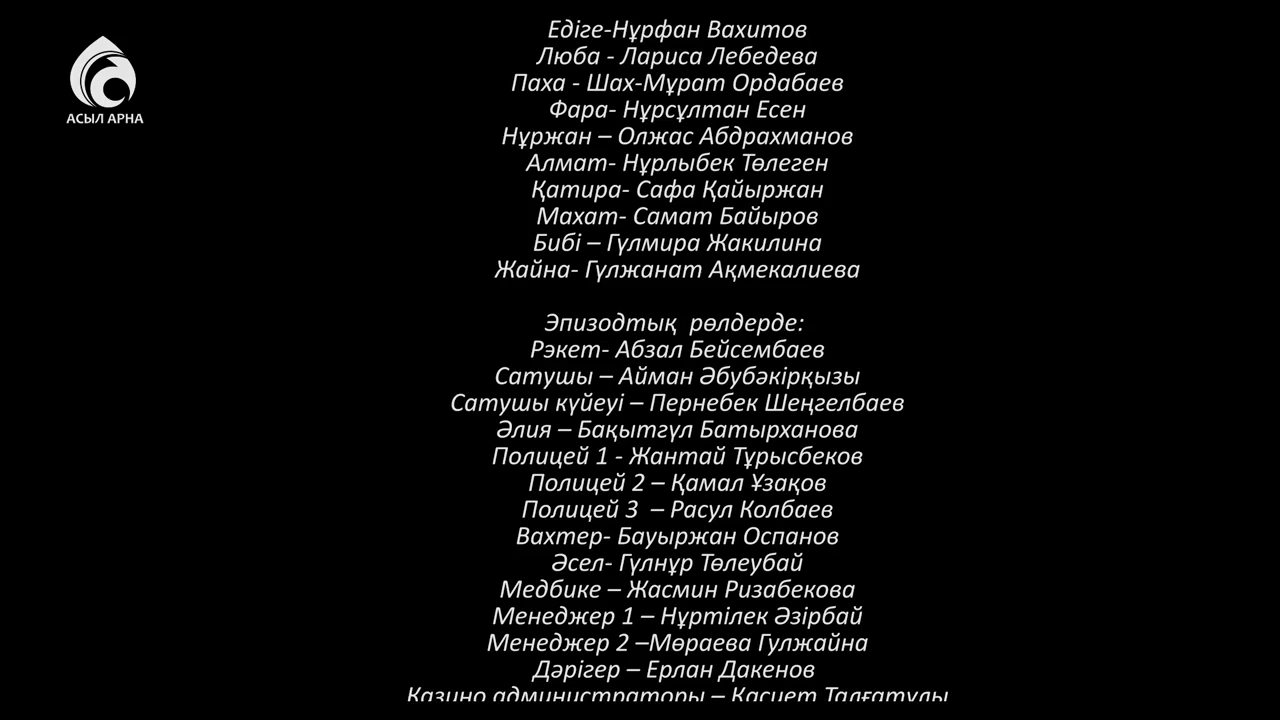 АСЫЛ АРНА
Едіге-Нұрфан Вахитов
Люба - Лариса Лебедева
Паха - Шах-Мұрат Ордабаев
Фара- Нұрсұлтан Есен
Нұржан – Олжас Абдрахманов
Алмат- Нұрлыбек Төлеген
Қатира- Сафа Қайыржан
Махат- Самат Байыров
Бибі – Гүлмира Жакилина
Жайна- Гүлжанат Ақмекалиева
Эпизодтық рөлдерде:
Рэкет- Абзал Бейсембаев
Сатушы – Айман Әбубәкірқызы
Сатушы күйеуі – Пернебек Шеңгелбаев
Әлия – Бақытгүл Батырханова
Полицей 1 - Жантай Тұрысбеков
Полицей 2 – Қамал Ұзақов
Полицей 3 – Расул Колбаев
Вахтер- Бауыржан Оспанов
Әсел- Гүлнұр Төлеубай
Медбике – Жасмин Ризабекова
Менеджер 1 – Нұртілек Әзірбай
Менеджер 2 –Мөраева Гулжайна
Дәрігер – Ерлан Дакенов
Казино администраторы –